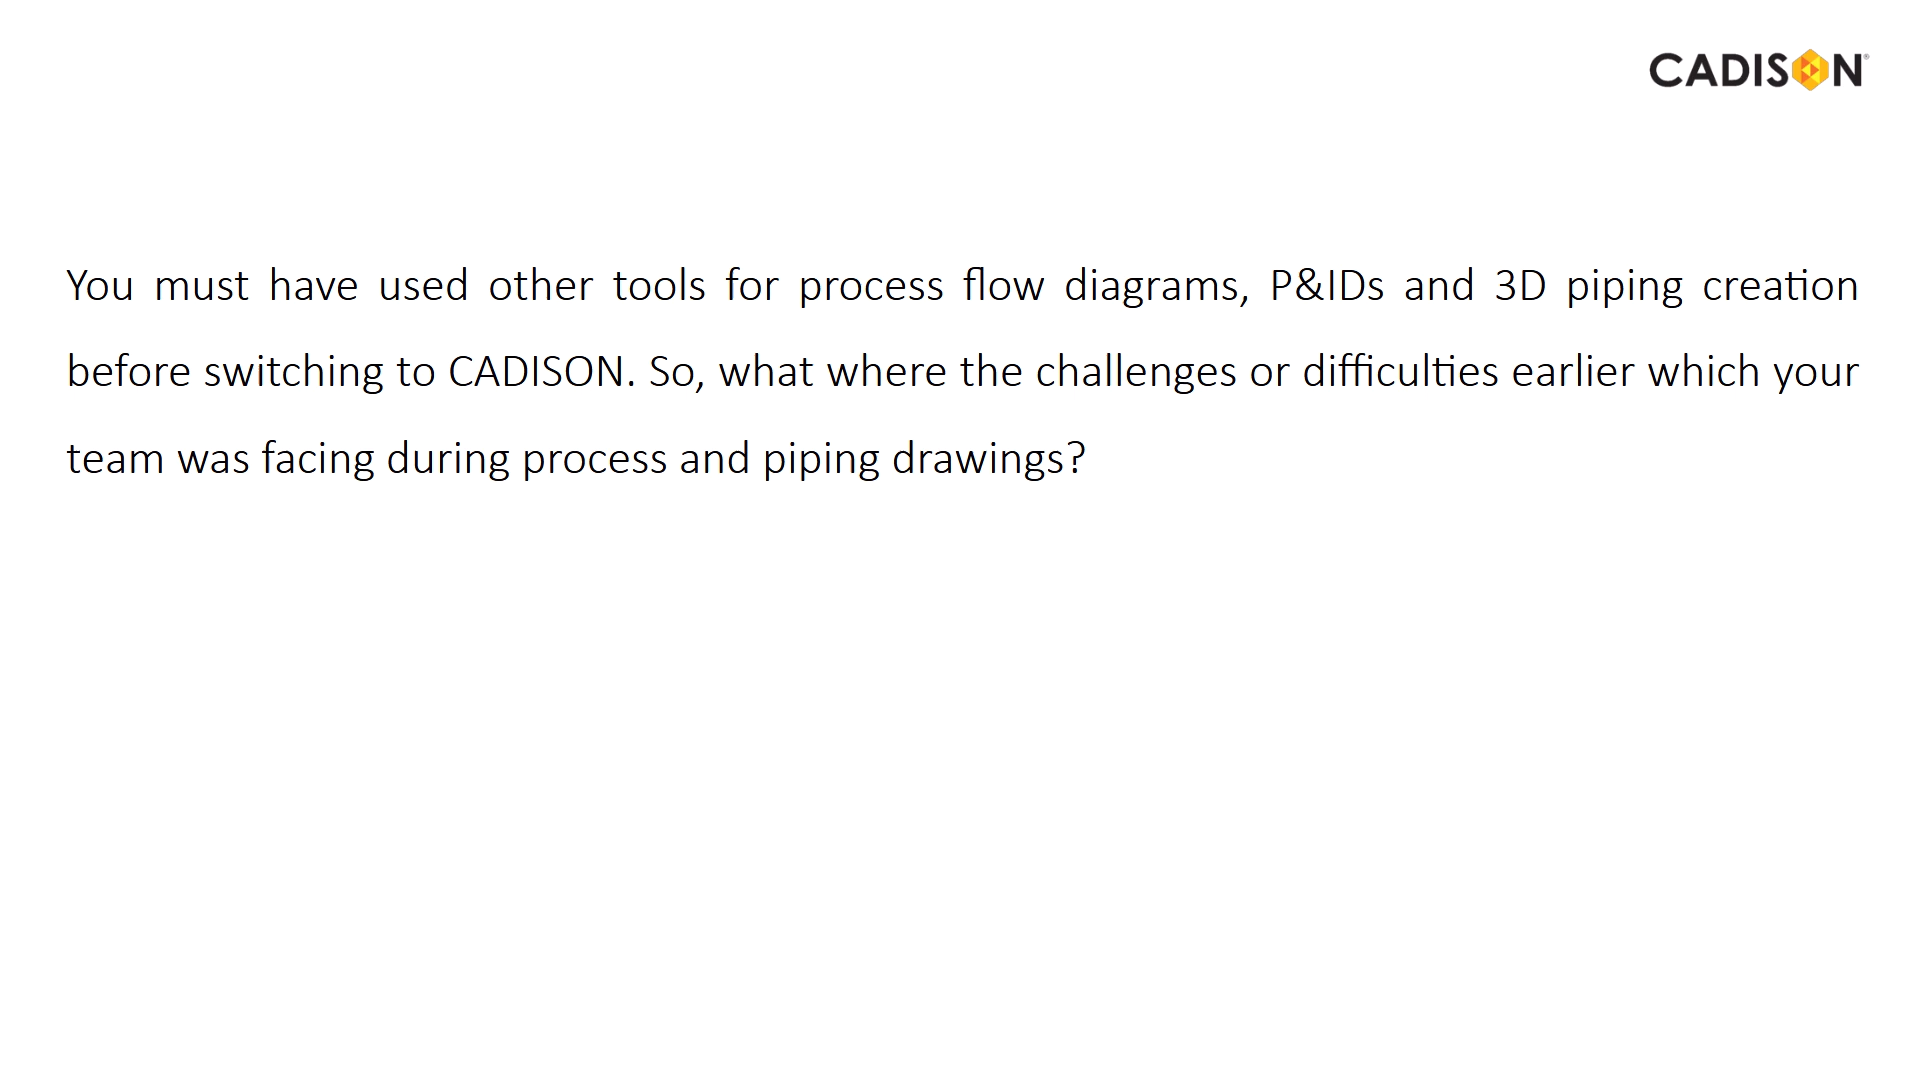 CADISON®
You must have used other tools for process flow diagrams, P&IDs and 3D piping creation
before switching to CADISON. So, what where the challenges or difficulties earlier which your
team was facing during process and piping drawings?